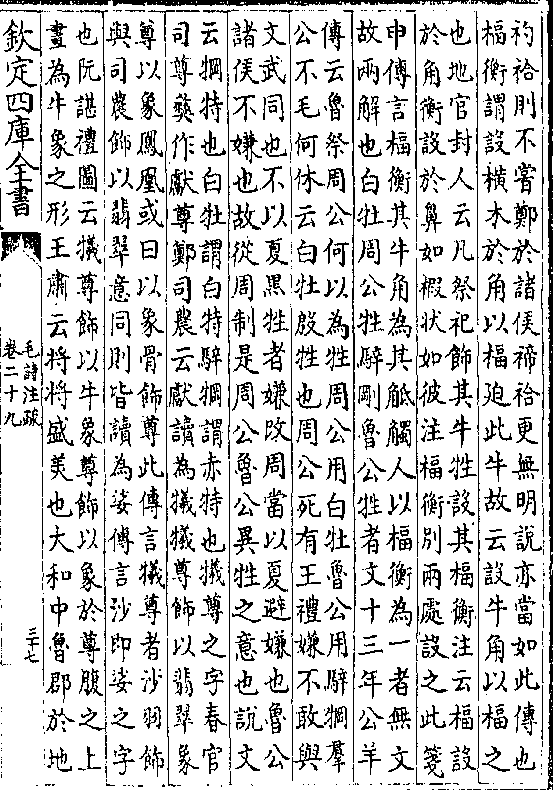 礿祫則不嘗鄭於諸侯禘祫更無明說亦當如此傳也
楅衡謂設横木於角以楅迫此牛故云設牛角以楅之
也地官封人云凡祭祀飾其牛牲設其楅衡注云楅設
於角衡設於鼻如椵狀如彼注楅衡別兩處設之此箋
申傳言楅衡其牛角為其觝觸人以楅衡為一者無文
故兩解也白牡周公牲騂剛魯公牲者文十三年公羊
傳云魯祭周公何以為牲周公用白牡魯公用騂犅羣
公不毛何休云白牡殷牲也周公死有王禮嫌不敢與
文武同也不以夏黒牲者嫌改周當以夏避嫌也魯公
諸侯不嫌也故從周制是周公魯公異牲之意也說文
云犅特也白牡謂白特騂犅謂赤特也犧尊之字春官
司尊彝作獻尊鄭司農云獻讀為犧犧尊飾以翡翠象
尊以象鳳凰或曰以象骨飾尊此傳言犧尊者沙羽飾
與司農飾以翡翠意同則皆讀為娑傳言沙即娑之字
也阮諶禮圖云犧尊飾以牛象尊飾以象於尊腹之上
畫為牛象之形王肅云將將盛美也大和中魯郡於地
欽定四庫全書
毛詩注疏
卷二十九
三十七